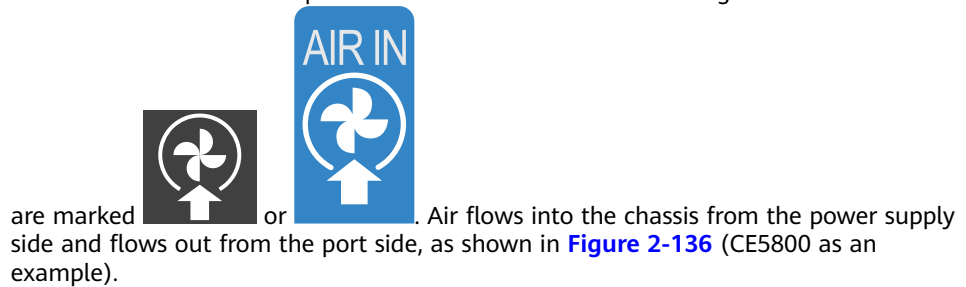 AIR IN
are marked or . Air flows into the chassis from the power supply
side and flows out from the port side, as shown in Figure 2-136 (CE5800 as an
example).